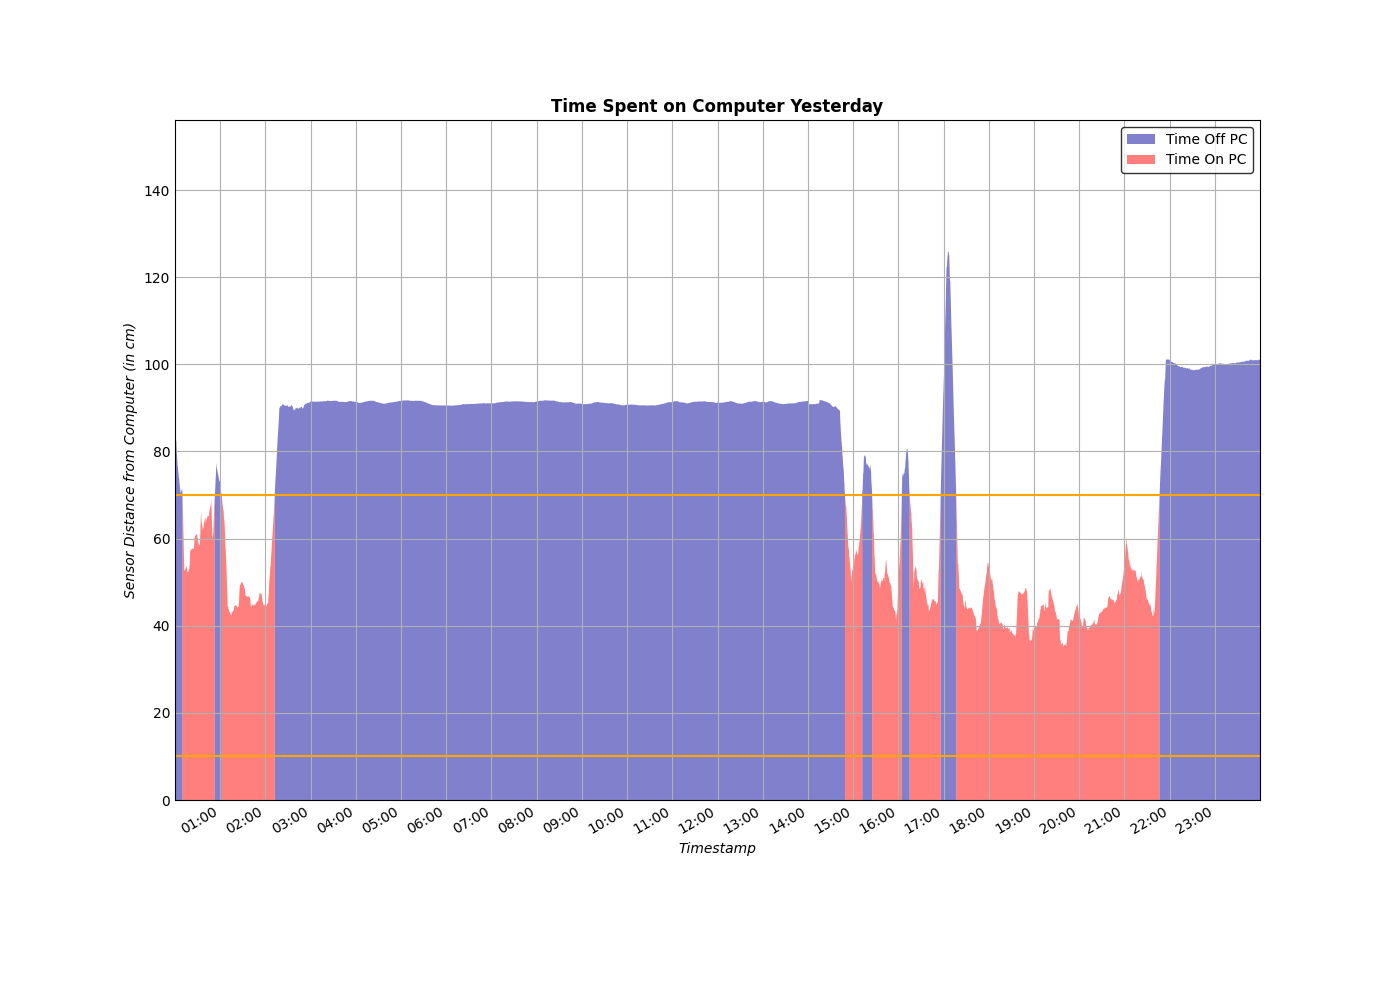 Time Spent on Computer Yesterday
Time Off PC
Time On PC
140
120
100
80
60
40
20
0
Sensor Distance from Computer (in cm)
01:00 02:00 03:00 04:00 05:00 06:00 07:00 08:00 09:00 10:00 11:00 12:00 13:00 14:00 15:00 16:00 17:00 18:00 19:00 20:00 21:00 22:00 23:00
Timestamp